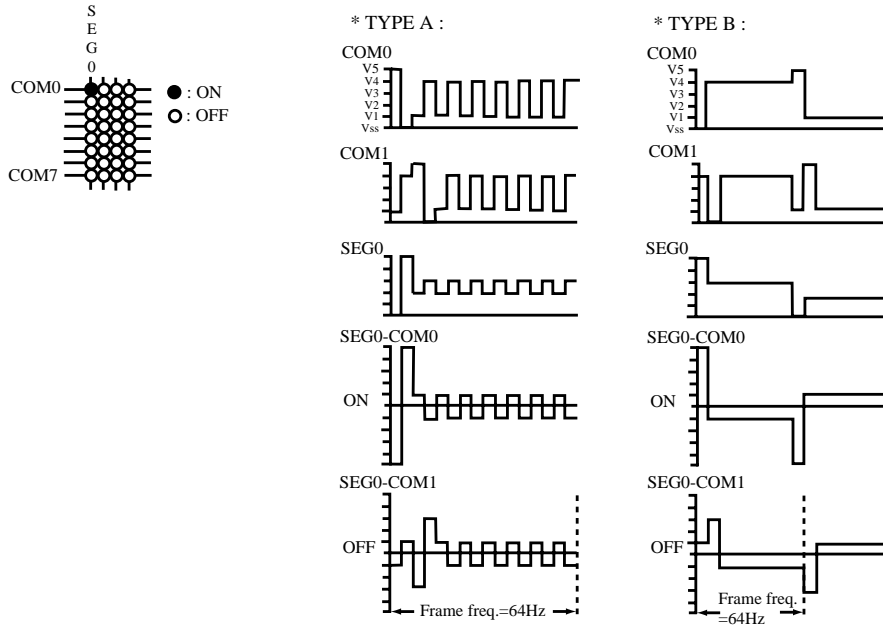 S
E
G
0
COM0
COM7
: ON
: OFF
* TYPE A :
COM0
V5
V4
V3
V2
V1
Vss
COM1
SEG0
SEG0-COM0
ON
SEG0-COM1
OFF
Frame freq.=64Hz
* TYPE B :
COM0
V5
V4
V3
V2
V1
Vss
COM1
SEG0
SEG0-COM0
ON
SEG0-COM1
OFF
Frame freq.
=64Hz